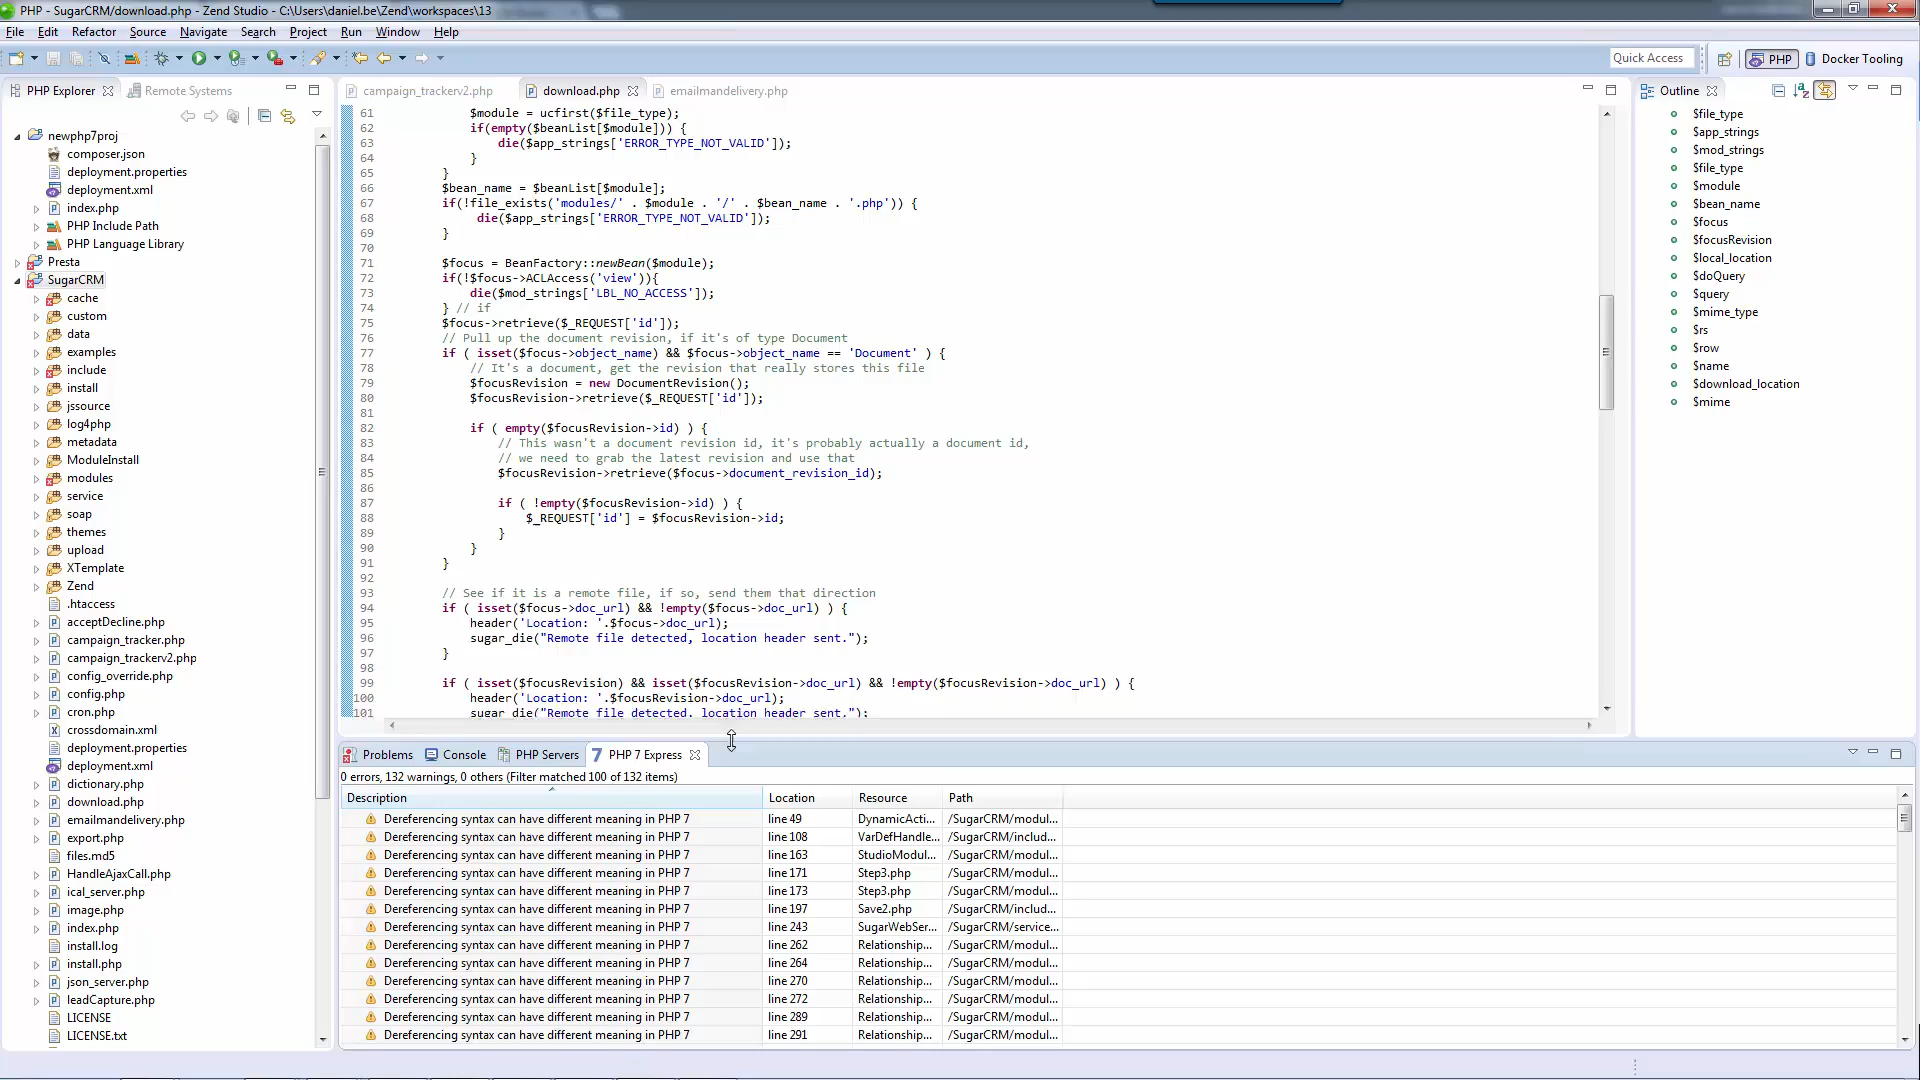 PHP - SugarCRM/download.php - Zend Studio - C:\Users\daniel.be\Zend\workspaces\13
File Edit Refactor Source Navigate Search Project Run Window Help
Quick Access
PHP
Docker Tooling
PHP Explorer
Remote Systems
newphp7proj
composer.json
deployment.properties
deployment.xml
index.php
PHP Include Path
PHP Language Library
Presta
SugarCRM
cache
custom
data
examples
include
install
jssource
log4php
metadata
ModuleInstall
modules
service
soap
themes
upload
XTemplate
Zend
.htaccess
acceptDecline.php
campaign_tracker.php
campaign_trackerv2.php
config_override.php
config.php
cron.php
crossdomain.xml
deployment.properties
deployment.xml
dictionary.php
download.php
emailmandelivery.php
export.php
files.md5
HandleAjaxCall.php
ical_server.php
image.php
index.php
install.log
install.php
json_server.php
leadCapture.php
LICENSE
LICENSE.txt
campaign_trackerv2.php
download.php
emailmandelivery.php
61 $module = ucfirst($file_type);
62 if(empty($beanList[$module])) {
63 die($app_strings['ERROR_TYPE_NOT_VALID']);
64 }
65 }
66 $bean_name = $beanList[$module];
67 if(!file_exists('modules/' . $module . '/' . $bean_name . '.php')) {
68 die($app_strings['ERROR_TYPE_NOT_VALID']);
69 }
70
71 $focus = BeanFactory::newBean($module);
72 if(!$focus->ACLAccess('view')){
73 die($mod_strings['LBL_NO_ACCESS']);
74 } // if
75 $focus->retrieve($_REQUEST['id']);
76 // Pull up the document revision, if it's of type Document
77 if ( isset($focus->object_name) && $focus->object_name == 'Document' ) {
78 // It's a document, get the revision that really stores this file
79 $focusRevision = new DocumentRevision();
80 $focusRevision->retrieve($_REQUEST['id']);
81
82 if ( empty($focusRevision->id) ) {
83 // This wasn't a document revision id, it's probably actually a document id,
84 // we need to grab the latest revision and use that
85 $focusRevision->retrieve($focus->document_revision_id);
86
87 if ( !empty($focusRevision->id) ) {
88 $_REQUEST['id'] = $focusRevision->id;
89 }
90 }
91 }
92
93 // See if it is a remote file, if so, send them that direction
94 if ( isset($focus->doc_url) && !empty($focus->doc_url) ) {
95 header('Location: '.$focus->doc_url);
96 sugar_die("Remote file detected, location header sent.");
97 }
98
99 if ( isset($focusRevision) && isset($focusRevision->doc_url) && !empty($focusRevision->doc_url) ) {
100 header('Location: '.$focusRevision->doc_url);
101 sugar_die("Remote file detected, location header sent.");
Outline
$file_type
$app_strings
$mod_strings
$file_type
$module
$bean_name
$focus
$focusRevision
$local_location
$doQuery
$query
$mime_type
$rs
$row
$name
$download_location
$mime
Problems
Console
PHP Servers
PHP 7 Express
0 errors, 132 warnings, 0 others (Filter matched 100 of 132 items)
Description Location Resource Path
Dereferencing syntax can have different meaning in PHP 7 line 49 DynamicActi... /SugarCRM/modul...
Dereferencing syntax can have different meaning in PHP 7 line 108 VarDefHandle... /SugarCRM/includ...
Dereferencing syntax can have different meaning in PHP 7 line 163 StudioModul... /SugarCRM/modul...
Dereferencing syntax can have different meaning in PHP 7 line 171 Step3.php /SugarCRM/modul...
Dereferencing syntax can have different meaning in PHP 7 line 173 Step3.php /SugarCRM/modul...
Dereferencing syntax can have different meaning in PHP 7 line 197 Save2.php /SugarCRM/includ...
Dereferencing syntax can have different meaning in PHP 7 line 243 SugarWebSer... /SugarCRM/service...
Dereferencing syntax can have different meaning in PHP 7 line 262 Relationship... /SugarCRM/modul...
Dereferencing syntax can have different meaning in PHP 7 line 264 Relationship... /SugarCRM/modul...
Dereferencing syntax can have different meaning in PHP 7 line 270 Relationship... /SugarCRM/modul...
Dereferencing syntax can have different meaning in PHP 7 line 272 Relationship... /SugarCRM/modul...
Dereferencing syntax can have different meaning in PHP 7 line 289 Relationship... /SugarCRM/modul...
Dereferencing syntax can have different meaning in PHP 7 line 291 Relationship... /SugarCRM/modul...